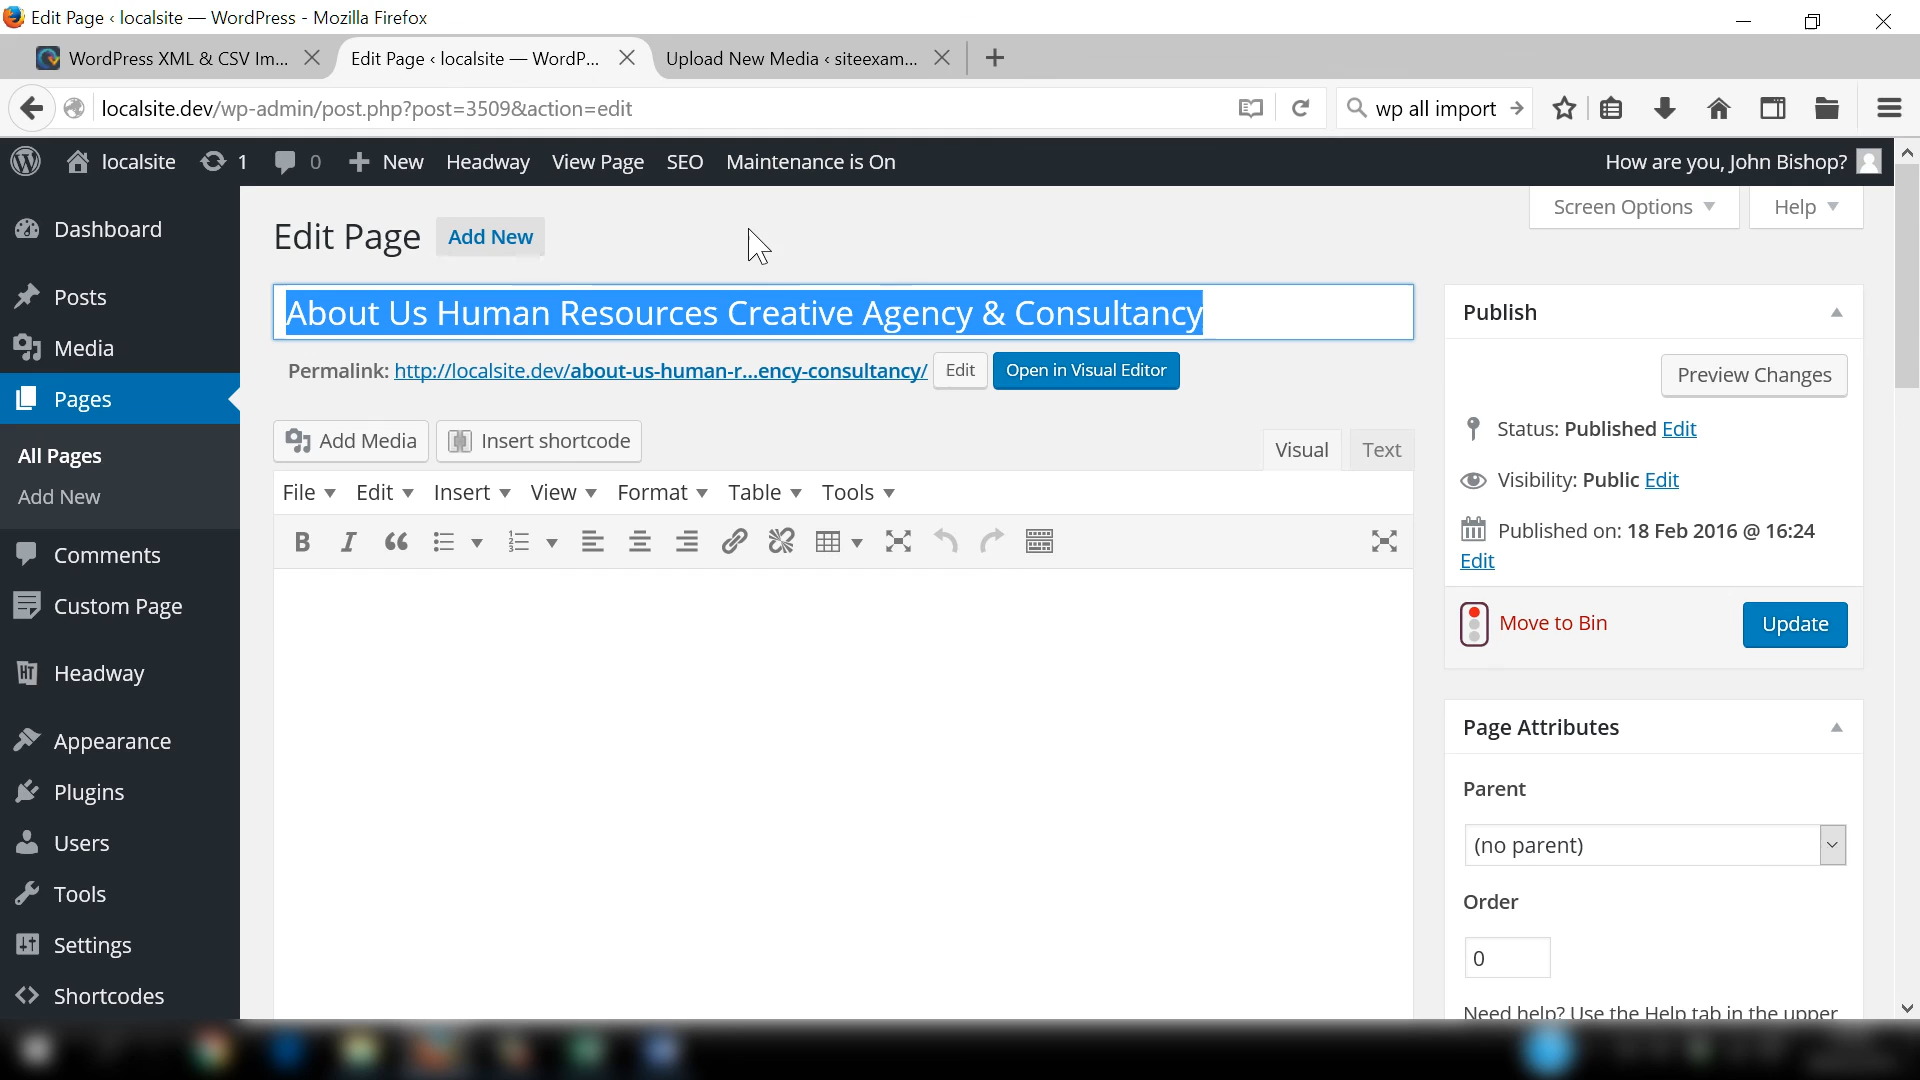 Edit Page ‹ localsite — WordPress - Mozilla Firefox
WordPress XML & CSV Im...
Edit Page ‹ localsite — WordP...
Upload New Media ‹ siteexam...
localsite.dev/wp-admin/post.php?post=3509&action=edit
wp all import
localsite 1 0 New Headway View Page SEO Maintenance is On
How are you, John Bishop?
Screen Options
Help
Edit Page Add New
About Us Human Resources Creative Agency & Consultancy
Permalink: http://localsite.dev/about-us-human-r...ency-consultancy/ Edit Open in Visual Editor
Add Media Insert shortcode
Visual Text
File Edit Insert View Format Table Tools
B I
Dashboard
Posts
Media
Pages
All Pages
Add New
Comments
Custom Page
Headway
Appearance
Plugins
Users
Tools
Settings
Shortcodes
Publish
Preview Changes
Status: Published Edit
Visibility: Public Edit
Published on: 18 Feb 2016 @ 16:24
Edit
Move to Bin
Update
Page Attributes
Parent
(no parent)
Order
0
Need help? Use the Help tab in the upper